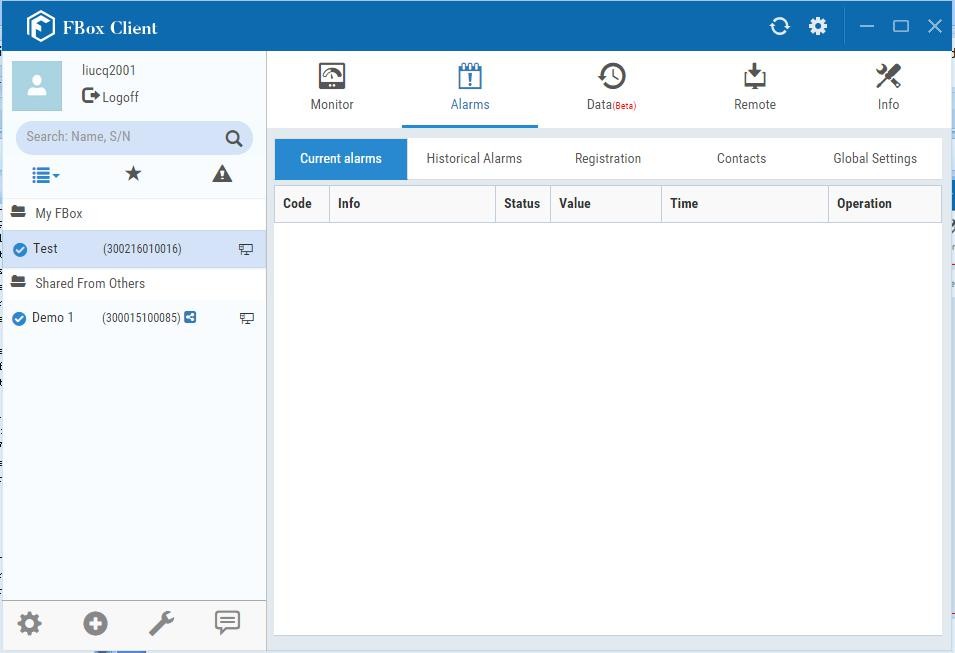 FBox Client
liucq2001
Logoff
Search: Name, S/N
My FBox
Test (300216010016)
Shared From Others
Demo 1 (300015100085)
Monitor Alarms Data(Beta) Remote Info
Current alarms Historical Alarms Registration Contacts Global Settings
Code Info Status Value Time Operation